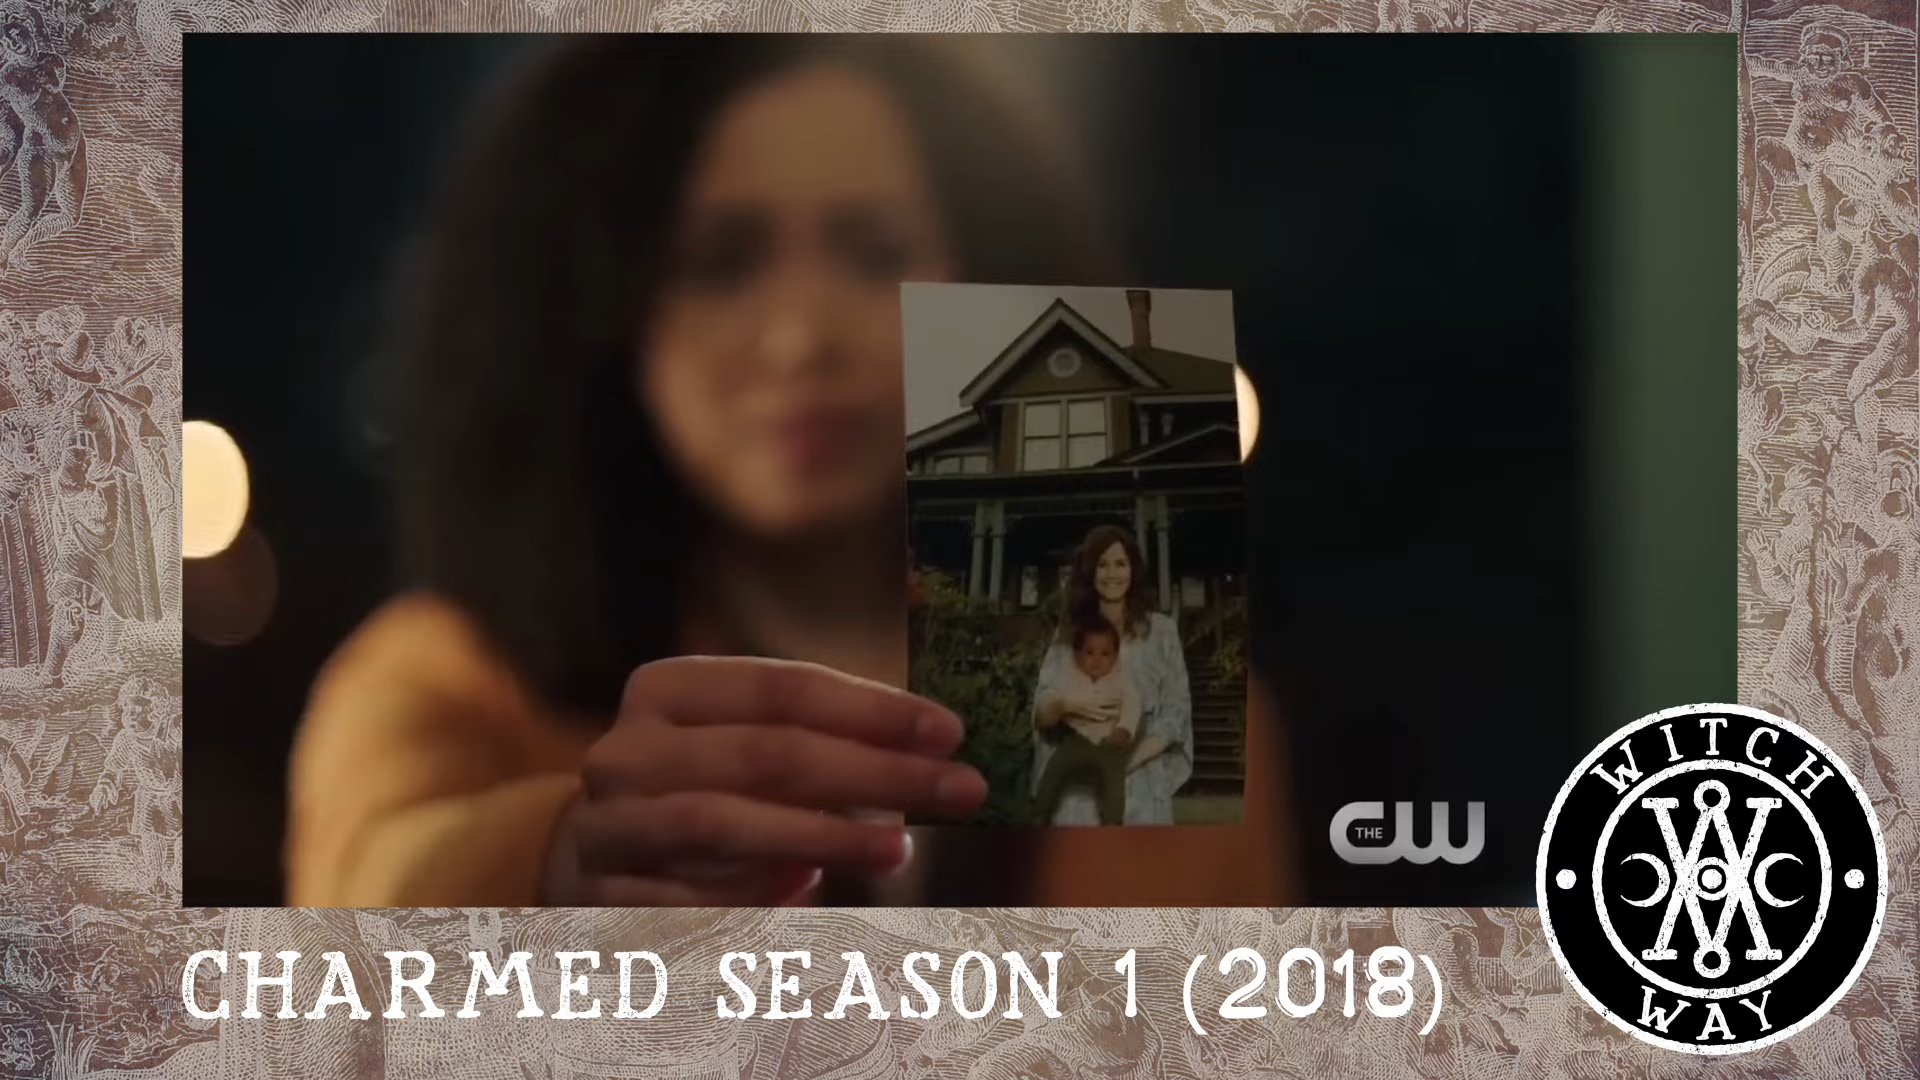 F
THE CW
WITCH
WAY
CHARMED SEASON 1 (2018)